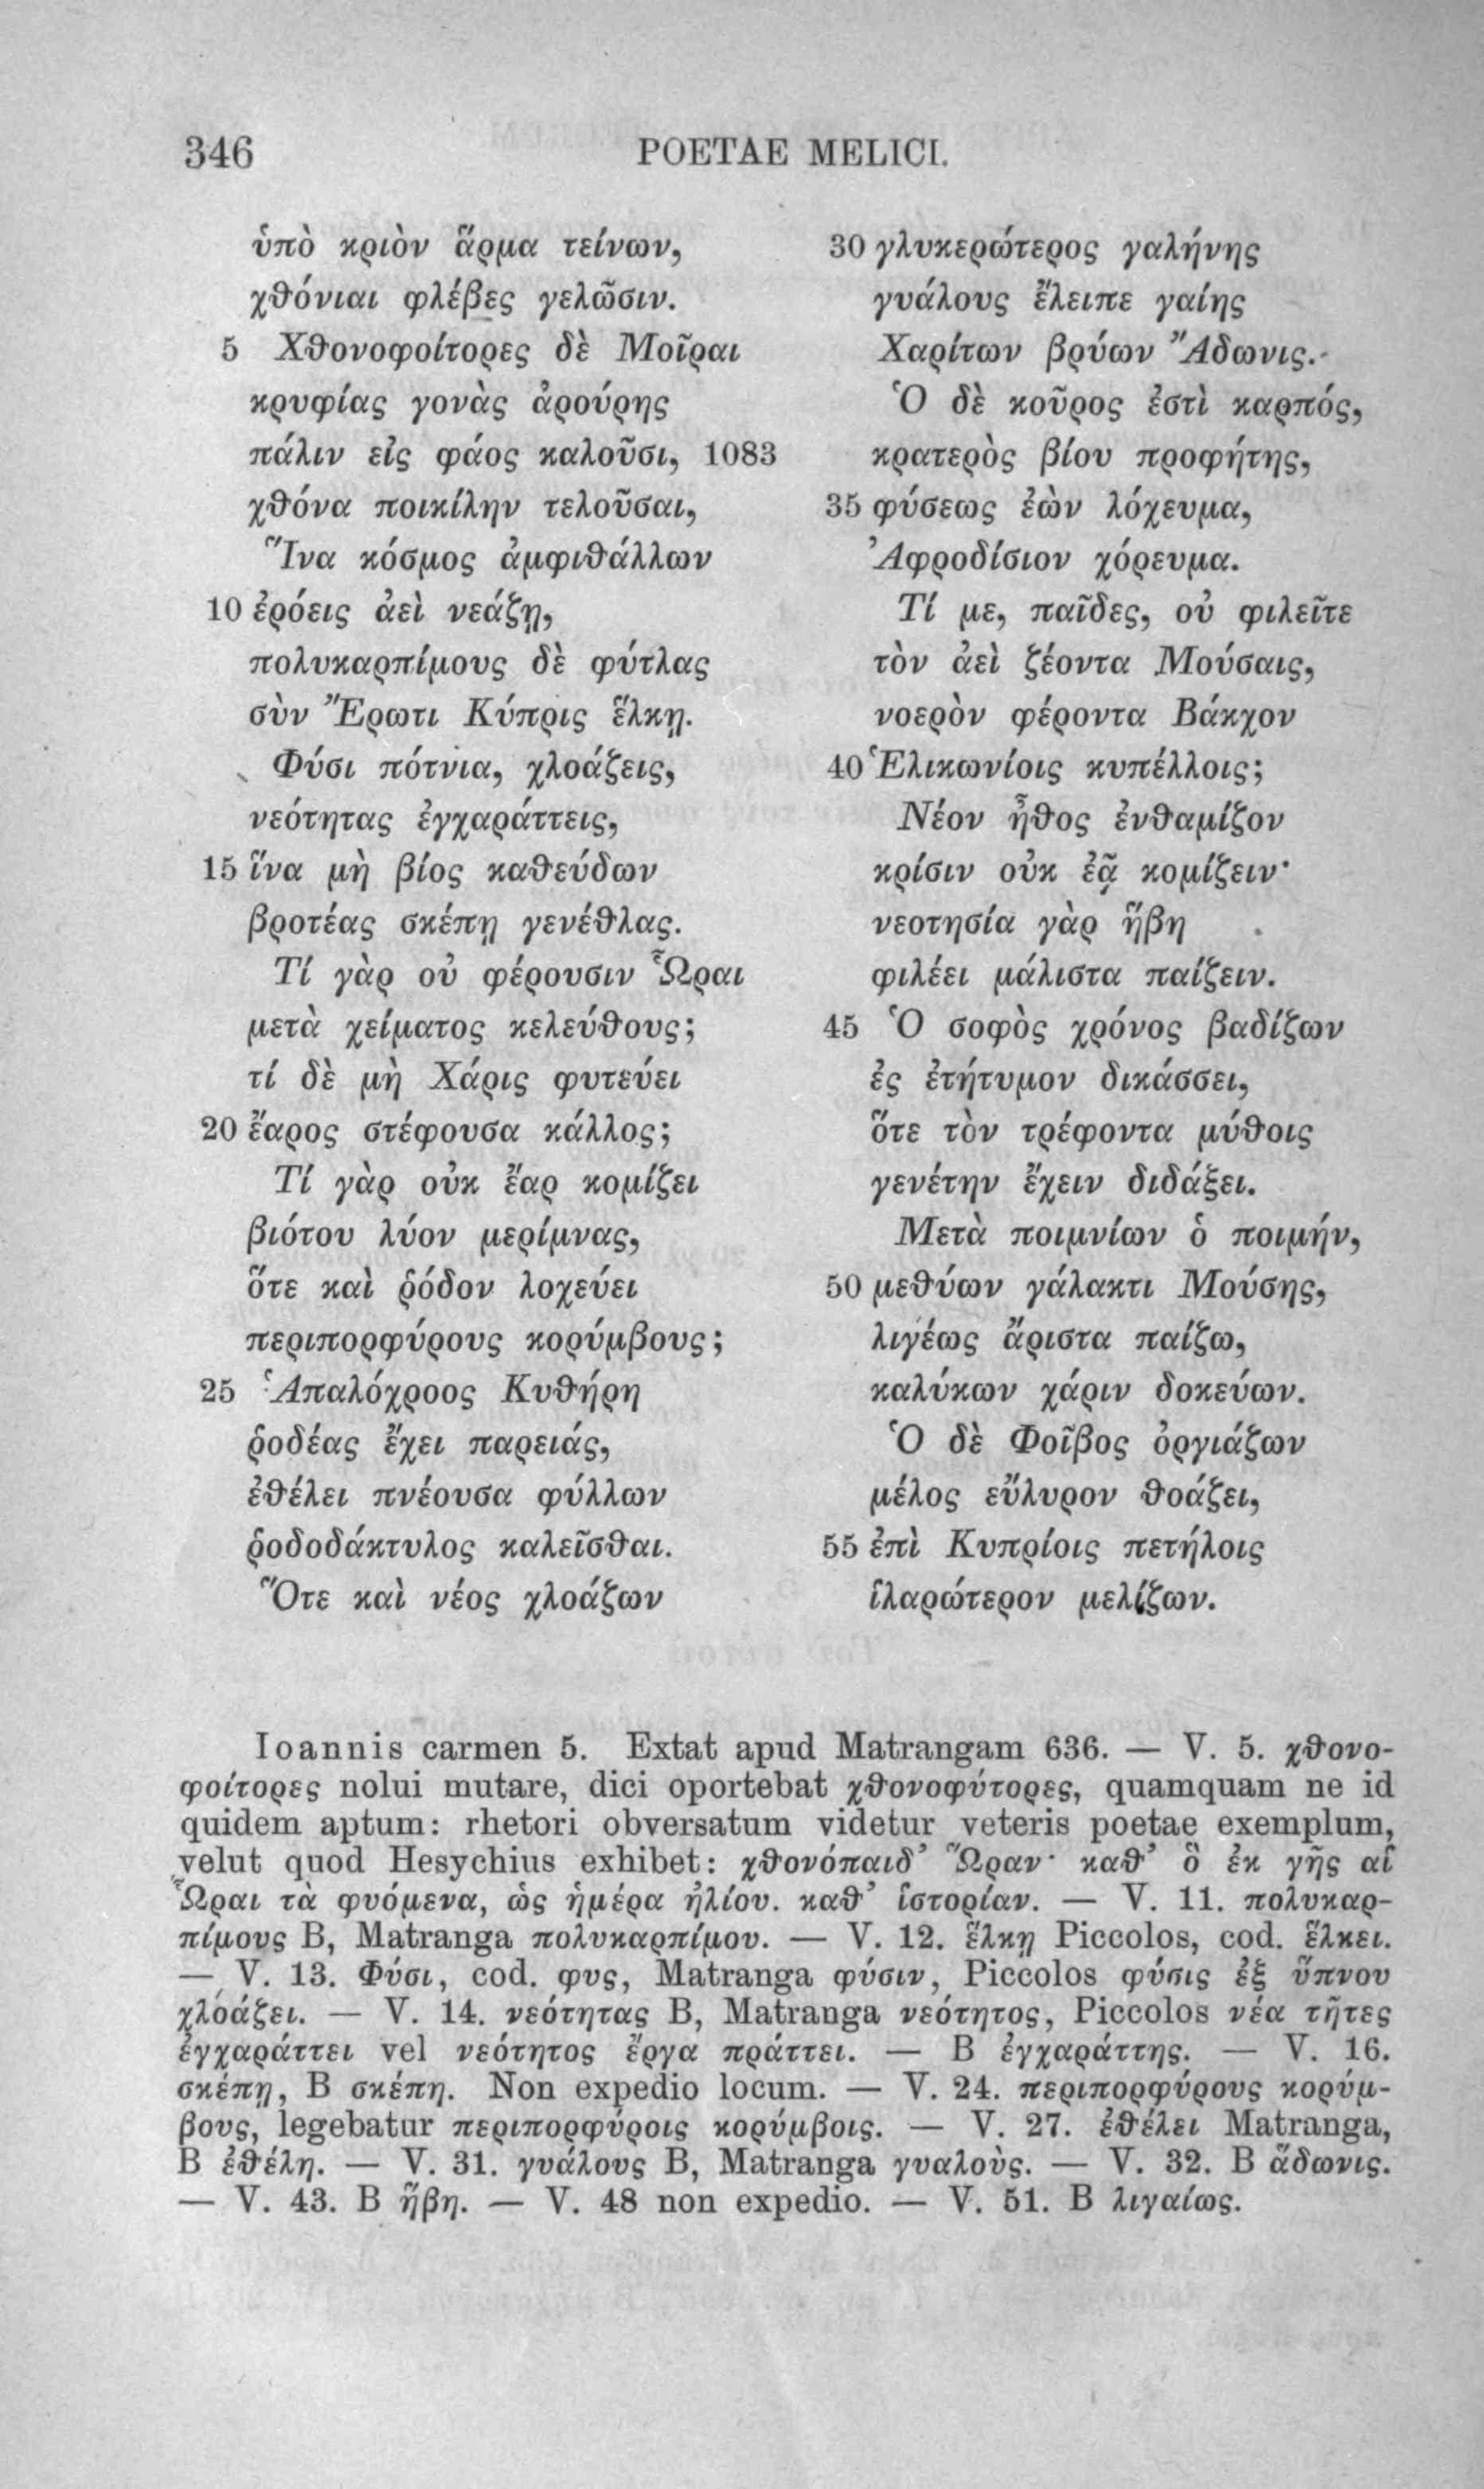 346 POETAE MELICI.
ὑπὸ κριὸν ἅρμα τείνων,
χθόνιαι φλέβες γελῶσιν.
5 Χθονοφοίτορες δὲ Μοῖραι
κρυφίας γονὰς ἀρούρης
πάλιν εἰς φάος καλοῦσι, 1083
χθόνα ποικίλην τελοῦσαι,
Ἵνα κόσμος ἀμφιθάλλων
10 ἐρόεις ἀεὶ νεάζῃ,
πολυκαρπίμους δὲ φύτλας
σὺν Ἔρωτι Κύπρις ἕλκῃ.
Φύσι πότνια, χλοάζεις,
νεότητας ἐγχαράττεις,
15 ἵνα μὴ βίος καθεύδων
βροτέας σκέπῃ γενέθλας.
Τί γὰρ οὐ φέρουσιν Ὧραι
μετὰ χείματος κελεύθους;
τί δὲ μὴ Χάρις φυτεύει
20 ἔαρος στέφουσα κάλλος;
Τί γὰρ οὐκ ἔαρ κομίζει
βιότου λύον μερίμνας,
ὅτε καὶ ῥόδον λοχεύει
περιπορφύρους κορύμβους;
25 Ἁπαλόχροος Κυθήρη
ῥοδέας ἔχει παρειάς,
ἐθέλει πνέουσα φύλλων
ῥοδοδάκτυλος καλεῖσθαι.
Ὅτε καὶ νέος χλοάζων
30 γλυκερώτερος γαλήνης
γυάλους ἔλειπε γαίης
Χαρίτων βρύων Ἄδωνις.
Ὁ δὲ κοῦρος ἐστὶ καρπός,
κρατερὸς βίου προφήτης,
35 φύσεως ἐὼν λόχευμα,
Ἀφροδίσιον χόρευμα.
Τί με, παῖδες, οὐ φιλεῖτε
τὸν ἀεὶ ζέοντα Μούσαις,
νοερὸν φέροντα Βάκχον
40 Ἑλικωνίοις κυπέλλοις;
Νέον ἦθος ἐνθαμίζον
κρίσιν οὐκ ἐᾷ κομίζειν·
νεοτησία γὰρ ἥβη
φιλέει μάλιστα παίζειν.
45 Ὁ σοφὸς χρόνος βαδίζων
ἐς ἐτήτυμον δικάσσει,
ὅτε τὸν τρέφοντα μύθοις
γενέτην ἔχειν διδάξει.
Μετὰ ποιμνίων ὁ ποιμήν,
50 μεθύων γάλακτι Μούσης,
λιγέως ἄριστα παίζω,
καλύκων χάριν δοκεύων.
Ὁ δὲ Φοῖβος ὀργιάζων
μέλος εὔλυρον θοάζει,
55 ἐπὶ Κυπρίοις πετήλοις
ἱλαρώτερον μελίζων.
Ioannis carmen 5. Extat apud Matrangam 636. — V. 5. χθονο-
φοίτορες nolui mutare, dici oportebat χθονοφύτορες, quamquam ne id
quidem aptum: rhetori obversatum videtur veteris poetae exemplum,
velut quod Hesychius exhibet: χθονόπαιδ’ Ὥραν· καθ’ ὃ ἐκ γῆς αἱ
Ὧραι τὰ φυόμενα, ὡς ἡμέρα ἡλίου. καθ’ ἱστορίαν. — V. 11. πολυκαρ-
πίμους B, Matranga πολυκαρπίμου. — V. 12. ἕλκῃ Piccolos, cod. ἕλκει.
— V. 13. Φύσι, cod. φυς, Matranga φύσιν, Piccolos φύσις ἐξ ὕπνου
χλοάζει. — V. 14. νεότητας B, Matranga νεότητος, Piccolos νέα τῆτες
ἐγχαράττει vel νεότητος ἔργα πράττει. — B ἐγχαράττης. — V. 16.
σκέπῃ, B σκέπη. Non expedio locum. — V. 24. περιπορφύρους κορύμ-
βους, legebatur περιπορφύροις κορύμβοις. — V. 27. ἐθέλει Matranga,
B ἐθέλη. — V. 31. γυάλους B, Matranga γυαλοὺς. — V. 32. B ἅδωνις.
— V. 43. B ἤβη. — V. 48 non expedio. — V. 51. B λιγαίως.